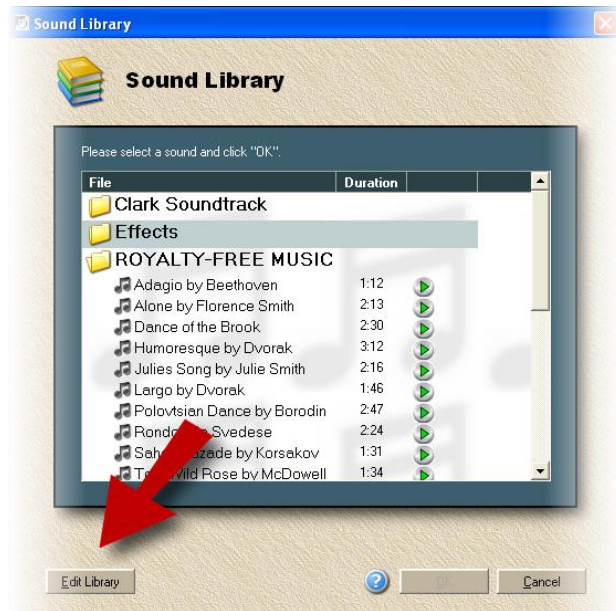 Sound Library
Sound Library
Please select a sound and click "OK".
File Duration
Clark Soundtrack
Effects
ROYALTY-FREE MUSIC
Adagio by Beethoven 1:12
Alone by Florence Smith 2:13
Dance of the Brook 2:30
Humoresque by Dvorak 3:12
Julies Song by Julie Smith 2:16
Largo by Dvorak 1:46
Polovtsian Dance by Borodin 2:47
Rondo Svedese 2:24
by Korsakov 1:31
Wild Rose by McDowell 1:34
Edit Library OK Cancel